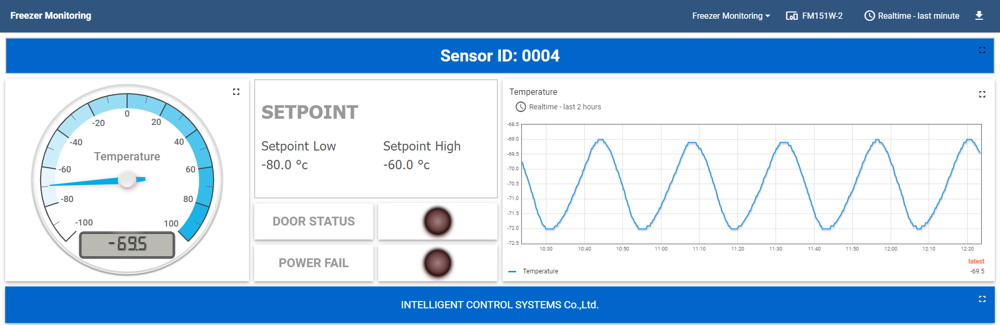 Freezer Monitoring
Freezer Monitoring
FM151W-2
Realtime - last minute
Sensor ID: 0004
0
-20
20
-40
40
Temperature
-60
60
-80
80
-100
100
-69.5
SETPOINT
Setpoint Low
Setpoint High
-80.0 °c
-60.0 °c
DOOR STATUS
POWER FAIL
Temperature
Realtime - last 2 hours
-68.5
-69.0
-69.5
-70.0
-70.5
-71.0
-71.5
-72.0
-72.5
10:30 10:40 10:50 11:00 11:10 11:20 11:30 11:40 11:50 12:00 12:10 12:20
latest
Temperature
-69.5
INTELLIGENT CONTROL SYSTEMS Co.,Ltd.